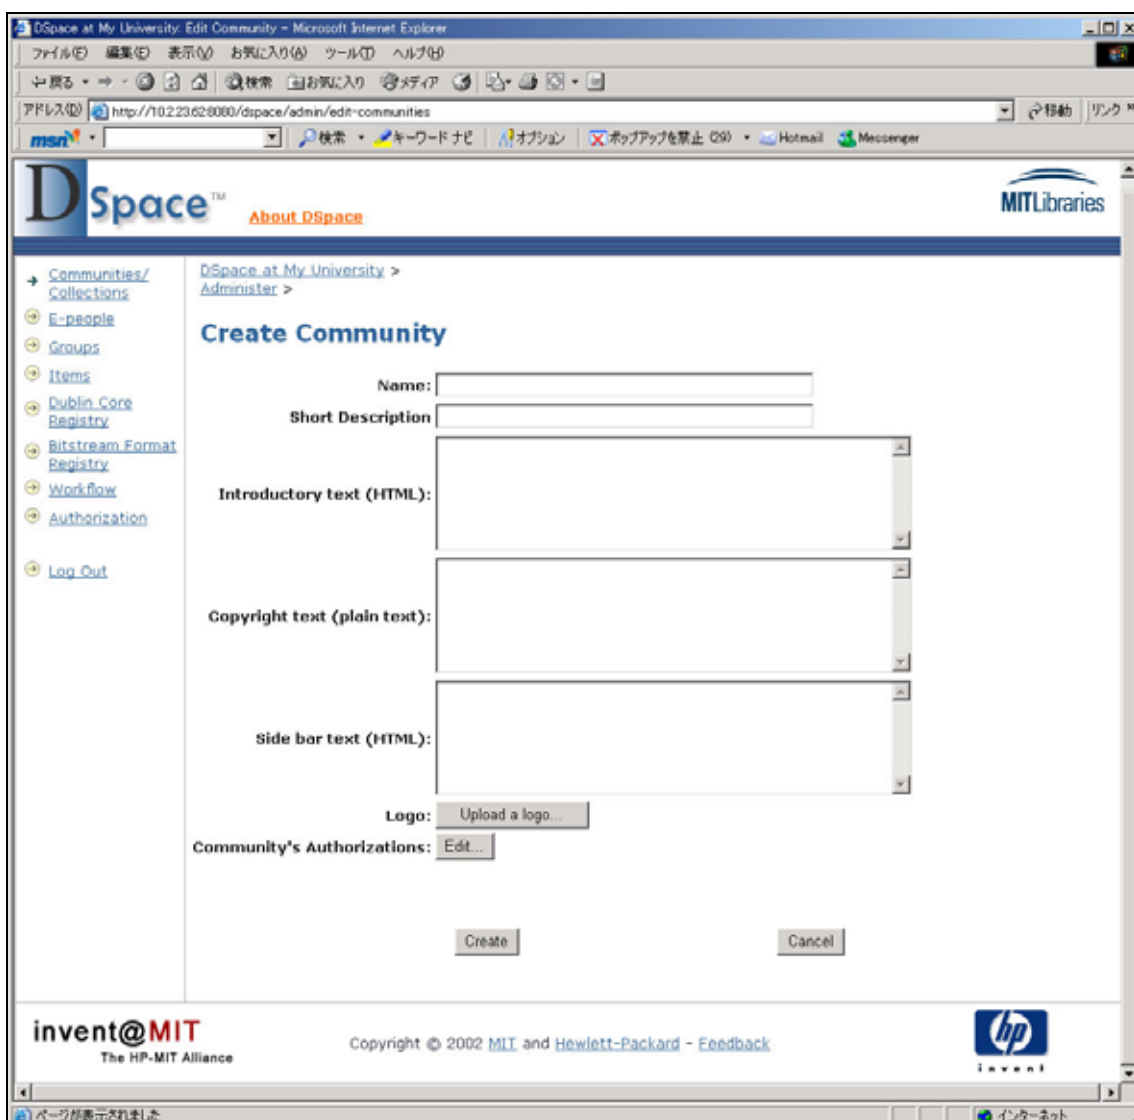 DSpace at My University: Edit Community - Microsoft Internet Explorer
ファイル(F) 編集(E) 表示(V) お気に入り(A) ツール(T) ヘルプ(H)
戻る 検索 お気に入り メディア
アドレス(D) http://10.2.23.62:8080/dspace/admin/edit-communities 移動 リンク
msn 検索 キーワード ナビ オプション ポップアップを禁止 (29) Hotmail Messenger
DSpace™ About DSpace MITLibraries
DSpace at My University >
Administer >
Communities/
Collections
E-people
Groups
Items
Dublin Core
Registry
Bitstream Format
Registry
Workflow
Authorization
Log Out
Create Community
Name:
Short Description
Introductory text (HTML):
Copyright text (plain text):
Side bar text (HTML):
Logo: Upload a logo...
Community's Authorizations: Edit...
Create Cancel
invent@MIT
The HP-MIT Alliance
Copyright © 2002 MIT and Hewlett-Packard - Feedback
hp
invent
ページが表示されました インターネット